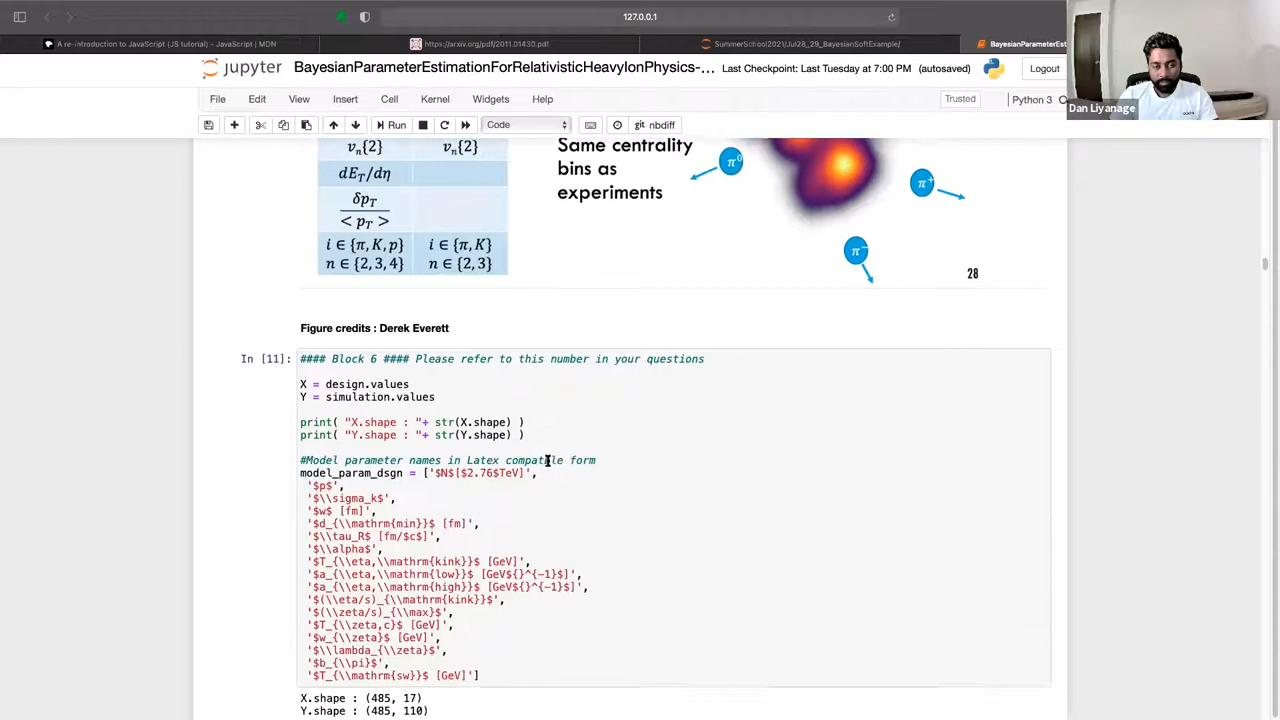 127.0.0.1
A re-introduction to JavaScript (JS tutorial) - JavaScript | MDN
https://arxiv.org/pdf/2011.01430.pdf
SummerSchool2021/Jul28_29_BayesianSoftExample/
BayesianParameterEst
jupyter
BayesianParameterEstimationForRelativisticHeavyIonPhysics-...
Last Checkpoint: Last Tuesday at 7:00 PM (autosaved)
Logout
Dan Liyanage
File Edit View Insert Cell Kernel Widgets Help
Trusted
Python 3
Run
Code
git nbdiff
v_n{2} v_n{2}
dE_T/dη
δp_T
< p_T >
i ∈ {π, K, p} i ∈ {π, K}
n ∈ {2, 3, 4} n ∈ {2, 3}
Same centrality
bins as
experiments
π⁰
π⁺
π⁻
28
Figure credits : Derek Everett
In [11]:
#### Block 6 #### Please refer to this number in your questions
X = design.values
Y = simulation.values
print( "X.shape : "+ str(X.shape) )
print( "Y.shape : "+ str(Y.shape) )
#Model parameter names in Latex compatble form
model_param_dsgn = ['$N$[$2.76$TeV]',
'$p$',
'$\\sigma_k$',
'$w$ [fm]',
'$d_{\\mathrm{min}}$ [fm]',
'$\\tau_R$ [fm/$c$]',
'$\\alpha$',
'$T_{\\eta,\\mathrm{kink}}$ [GeV]',
'$a_{\\eta,\\mathrm{low}}$ [GeV${}^{-1}$]',
'$a_{\\eta,\\mathrm{high}}$ [GeV${}^{-1}$]',
'$(\\eta/s)_{\\mathrm{kink}}$',
'$(\\zeta/s)_{\\max}$',
'$T_{\\zeta,c}$ [GeV]',
'$w_{\\zeta}$ [GeV]',
'$\\lambda_{\\zeta}$',
'$b_{\\pi}$',
'$T_{\\mathrm{sw}}$ [GeV]']
X.shape : (485, 17)
Y.shape : (485, 110)